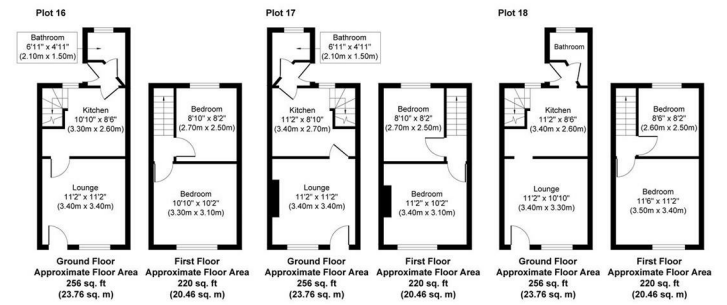 Plot 16
Bathroom
6'11" x 4'11"
(2.10m x 1.50m)
Kitchen
10'10" x 8'6"
(3.30m x 2.60m)
Lounge
11'2" x 11'2"
(3.40m x 3.40m)
Ground Floor
Approximate Floor Area
256 sq. ft
(23.76 sq. m)
Bedroom
8'10" x 8'2"
(2.70m x 2.50m)
Bedroom
10'10" x 10'2"
(3.30m x 3.10m)
First Floor
Approximate Floor Area
220 sq. ft
(20.46 sq. m)
Plot 17
Bathroom
6'11" x 4'11"
(2.10m x 1.50m)
Kitchen
11'2" x 8'10"
(3.40m x 2.70m)
Lounge
11'2" x 11'2"
(3.40m x 3.40m)
Ground Floor
Approximate Floor Area
256 sq. ft
(23.76 sq. m)
Bedroom
8'10" x 8'2"
(2.70m x 2.50m)
Bedroom
11'2" x 10'2"
(3.40m x 3.10m)
First Floor
Approximate Floor Area
220 sq. ft
(20.46 sq. m)
Plot 18
Bathroom
Kitchen
11'2" x 8'6"
(3.40m x 2.60m)
Lounge
11'2" x 10'10"
(3.40m x 3.30m)
Ground Floor
Approximate Floor Area
256 sq. ft
(23.76 sq. m)
Bedroom
8'6" x 8'2"
(2.60m x 2.50m)
Bedroom
11'6" x 11'2"
(3.50m x 3.40m)
First Floor
Approximate Floor Area
220 sq. ft
(20.46 sq. m)